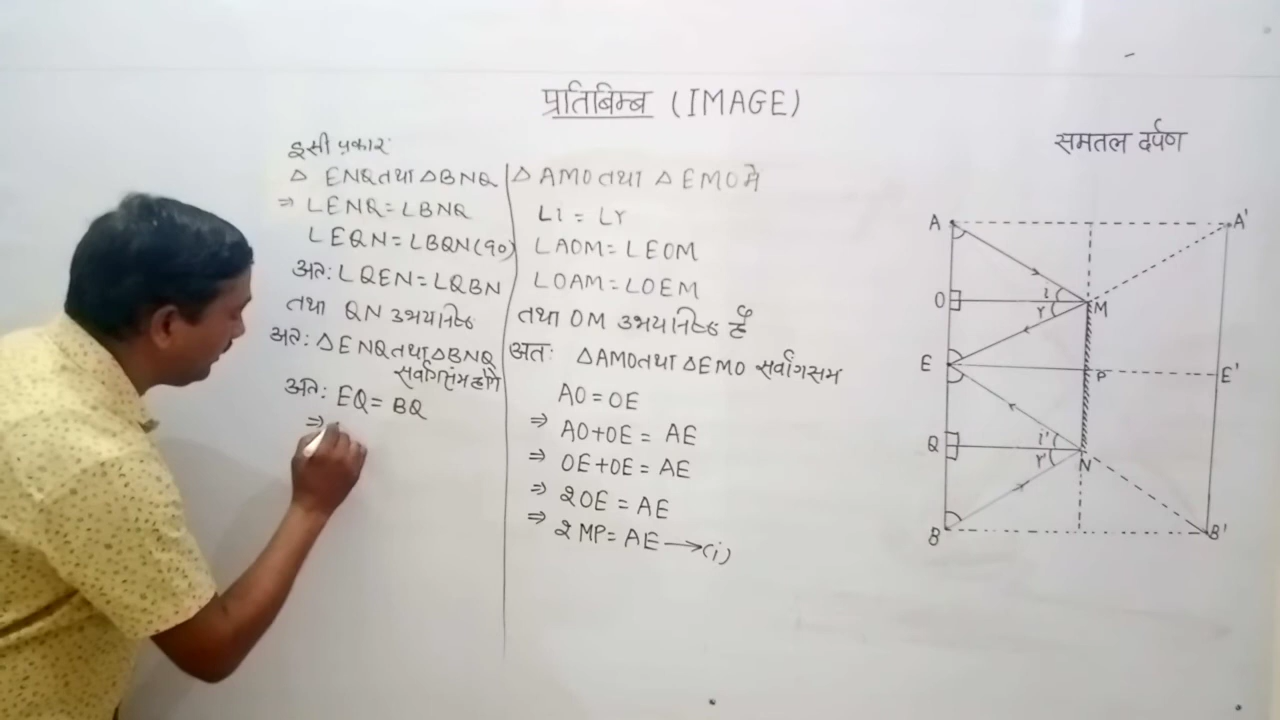 प्रतिबिम्ब (IMAGE)
समतल दर्पण
इसी प्रकार:
△ ENQ तथा △BNQ
⇒ ∠ENQ = ∠BNQ
∠EQN = ∠BQN(90)
अत: ∠QEN = ∠QBN
तथा QN उभयनिष्ठ
अत: △ENQ तथा △BNQ
सर्वांगसम होंगे
अत: EQ = BQ
⇒
△ AMO तथा △ EMO मे
∠i = ∠r
∠AOM = ∠EOM
∠OAM = ∠OEM
तथा OM उभयनिष्ठ हैं
अतः △AMO तथा △EMO सर्वांगसम
AO = OE
⇒ AO+OE = AE
⇒ OE+OE = AE
⇒ 2OE = AE
⇒ 2MP = AE ⟶ (i)
A A'
O i r M
E P E'
Q i' r' N
B B'